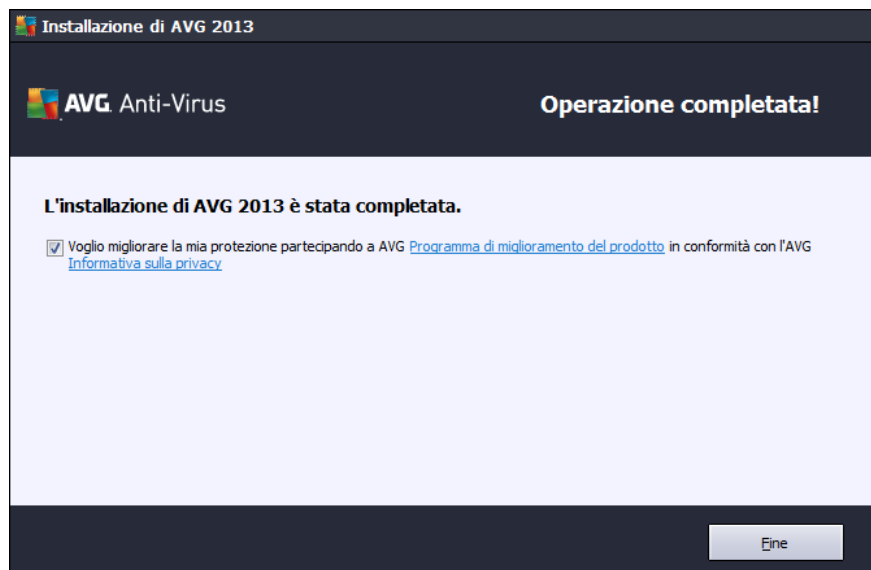 Installazione di AVG 2013
AVG. Anti-Virus
Operazione completata!
L'installazione di AVG 2013 è stata completata.
Voglio migliorare la mia protezione partecipando a AVG Programma di miglioramento del prodotto in conformità con l'AVG
Informativa sulla privacy
Fine